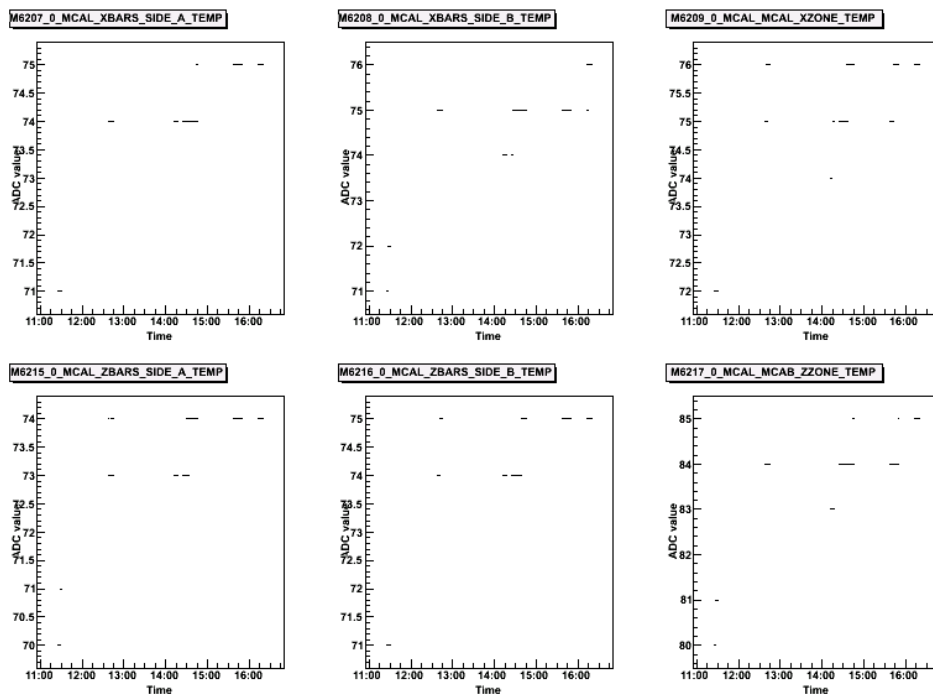 M6207_0_MCAL_XBARS_SIDE_A_TEMP
75
74.5
74
73.5
73
72.5
72
71.5
71
ADC value
11:00 12:00 13:00 14:00 15:00 16:00
Time
M6208_0_MCAL_XBARS_SIDE_B_TEMP
76
75
74
73
72
71
ADC value
11:00 12:00 13:00 14:00 15:00 16:00
Time
M6209_0_MCAL_MCAL_XZONE_TEMP
76
75.5
75
74.5
74
73.5
73
72.5
72
ADC value
11:00 12:00 13:00 14:00 15:00 16:00
Time
M6215_0_MCAL_ZBARS_SIDE_A_TEMP
74
73.5
73
72.5
72
71.5
71
70.5
70
ADC value
11:00 12:00 13:00 14:00 15:00 16:00
Time
M6216_0_MCAL_ZBARS_SIDE_B_TEMP
75
74.5
74
73.5
73
72.5
72
71.5
71
ADC value
11:00 12:00 13:00 14:00 15:00 16:00
Time
M6217_0_MCAL_MCAB_ZZONE_TEMP
85
84
83
82
81
80
ADC value
11:00 12:00 13:00 14:00 15:00 16:00
Time